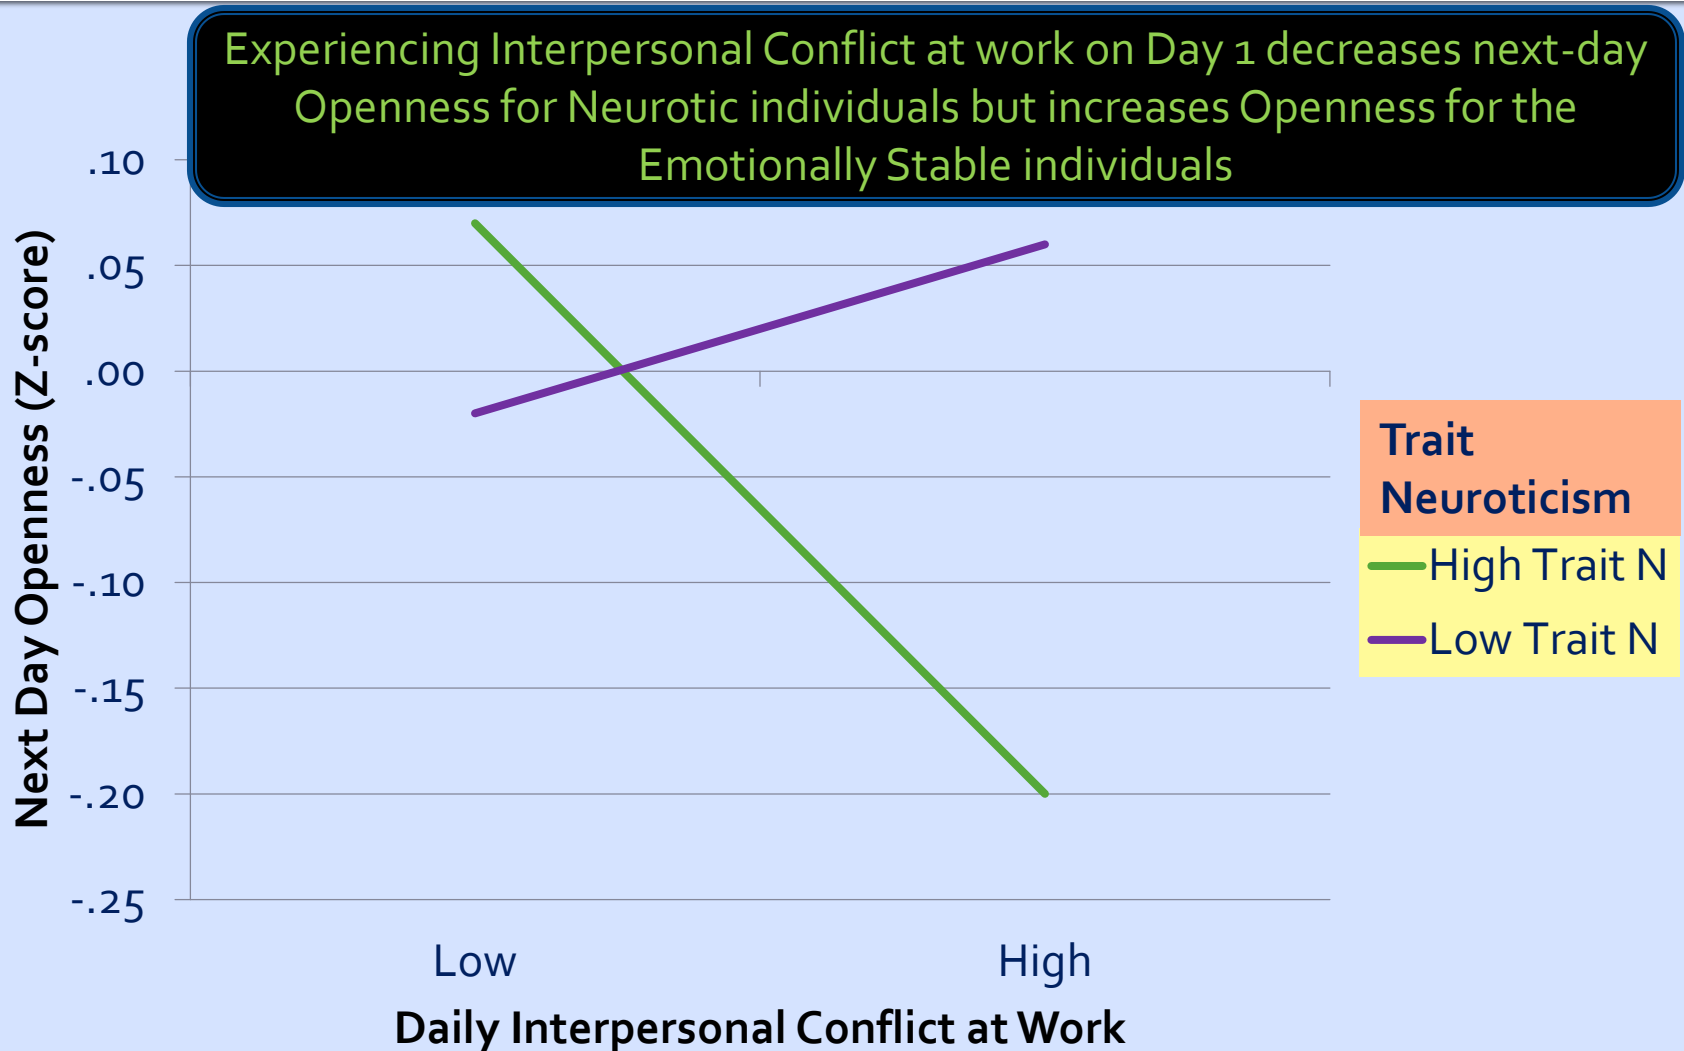 Experiencing Interpersonal Conflict at work on Day 1 decreases next-day
Openness for Neurotic individuals but increases Openness for the
Emotionally Stable individuals
Next Day Openness (Z-score)
.10
.05
.00
-.05
-.10
-.15
-.20
-.25
Low
High
Daily Interpersonal Conflict at Work
Trait
Neuroticism
High Trait N
Low Trait N